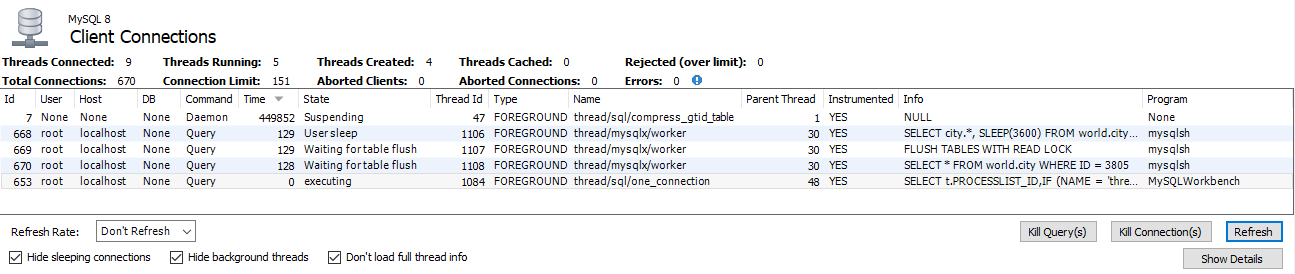 MySQL 8
Client Connections
Threads Connected: 9 Threads Running: 5 Threads Created: 4 Threads Cached: 0 Rejected (over limit): 0
Total Connections: 670 Connection Limit: 151 Aborted Clients: 0 Aborted Connections: 0 Errors: 0
Id User Host DB Command Time State Thread Id Type Name Parent Thread Instrumented Info Program
7 None None None Daemon 449852 Suspending 47 FOREGROUND thread/sql/compress_gtid_table 1 YES NULL None
668 root localhost None Query 129 User sleep 1106 FOREGROUND thread/mysqlx/worker 30 YES SELECT city.*, SLEEP(3600) FROM world.city... mysqlsh
669 root localhost None Query 129 Waiting for table flush 1107 FOREGROUND thread/mysqlx/worker 30 YES FLUSH TABLES WITH READ LOCK mysqlsh
670 root localhost None Query 128 Waiting for table flush 1108 FOREGROUND thread/mysqlx/worker 30 YES SELECT * FROM world.city WHERE ID = 3805 mysqlsh
653 root localhost None Query 0 executing 1084 FOREGROUND thread/sql/one_connection 48 YES SELECT t.PROCESSLIST_ID,IF (NAME = 'thre... MySQLWorkbench
Refresh Rate: Don't Refresh Kill Query(s) Kill Connection(s) Refresh
Hide sleeping connections Hide background threads Don't load full thread info Show Details